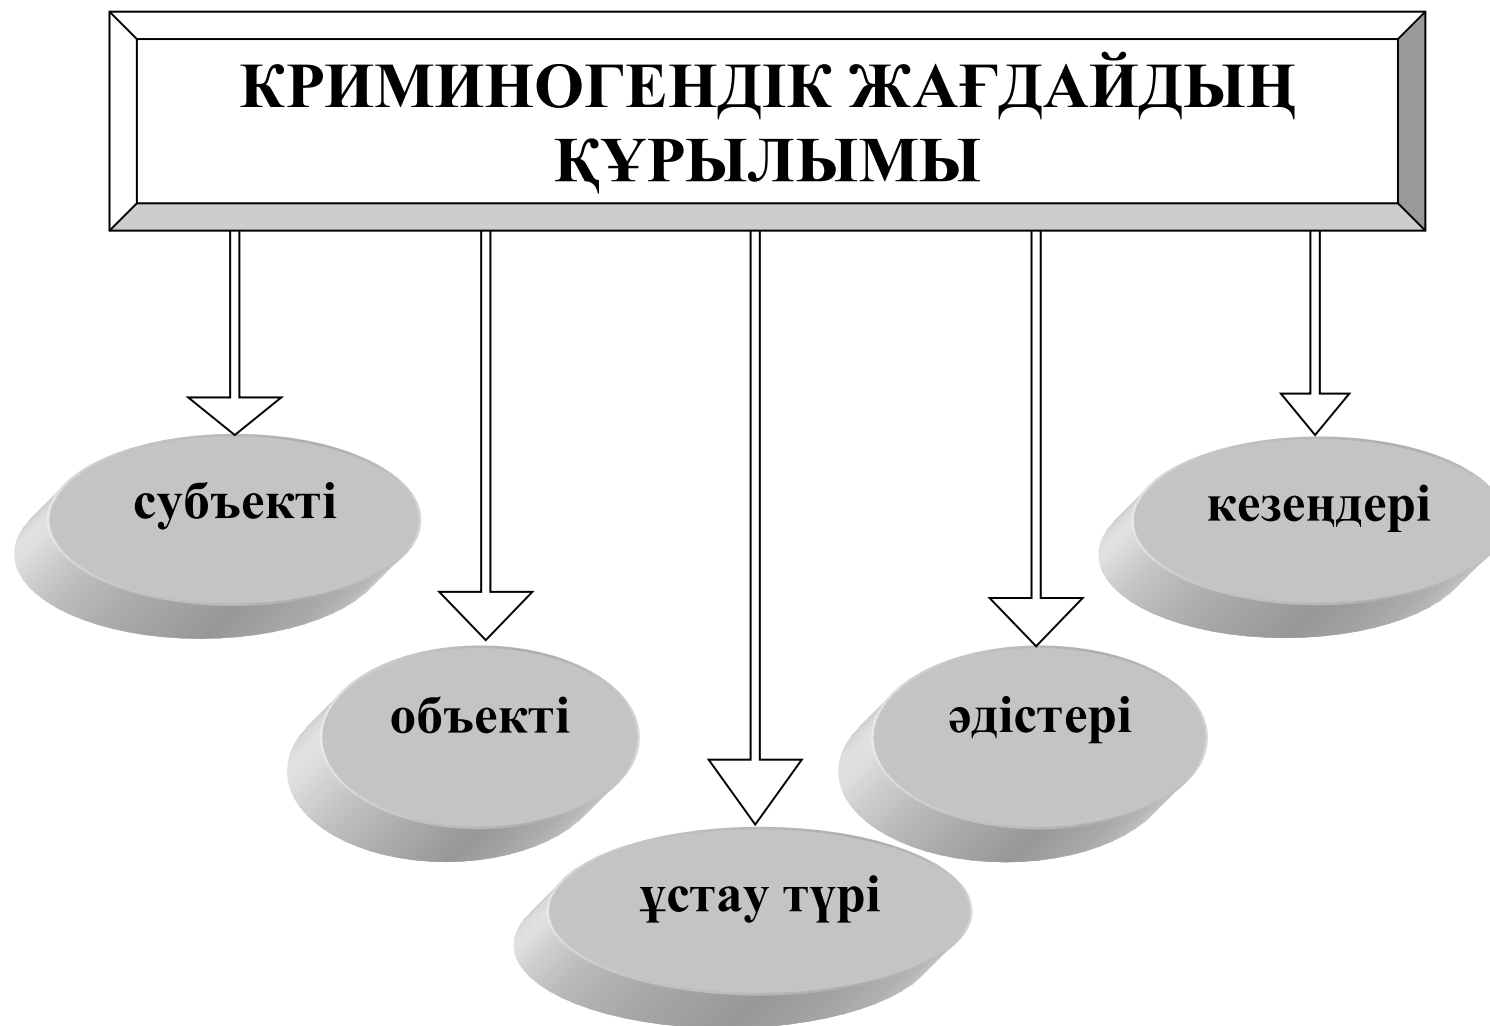 КРИМИНОГЕНДІК ЖАҒДАЙДЫҢ
ҚҰРЫЛЫМЫ
субъекті
объекті
ұстау түрі
әдістері
кезеңдері